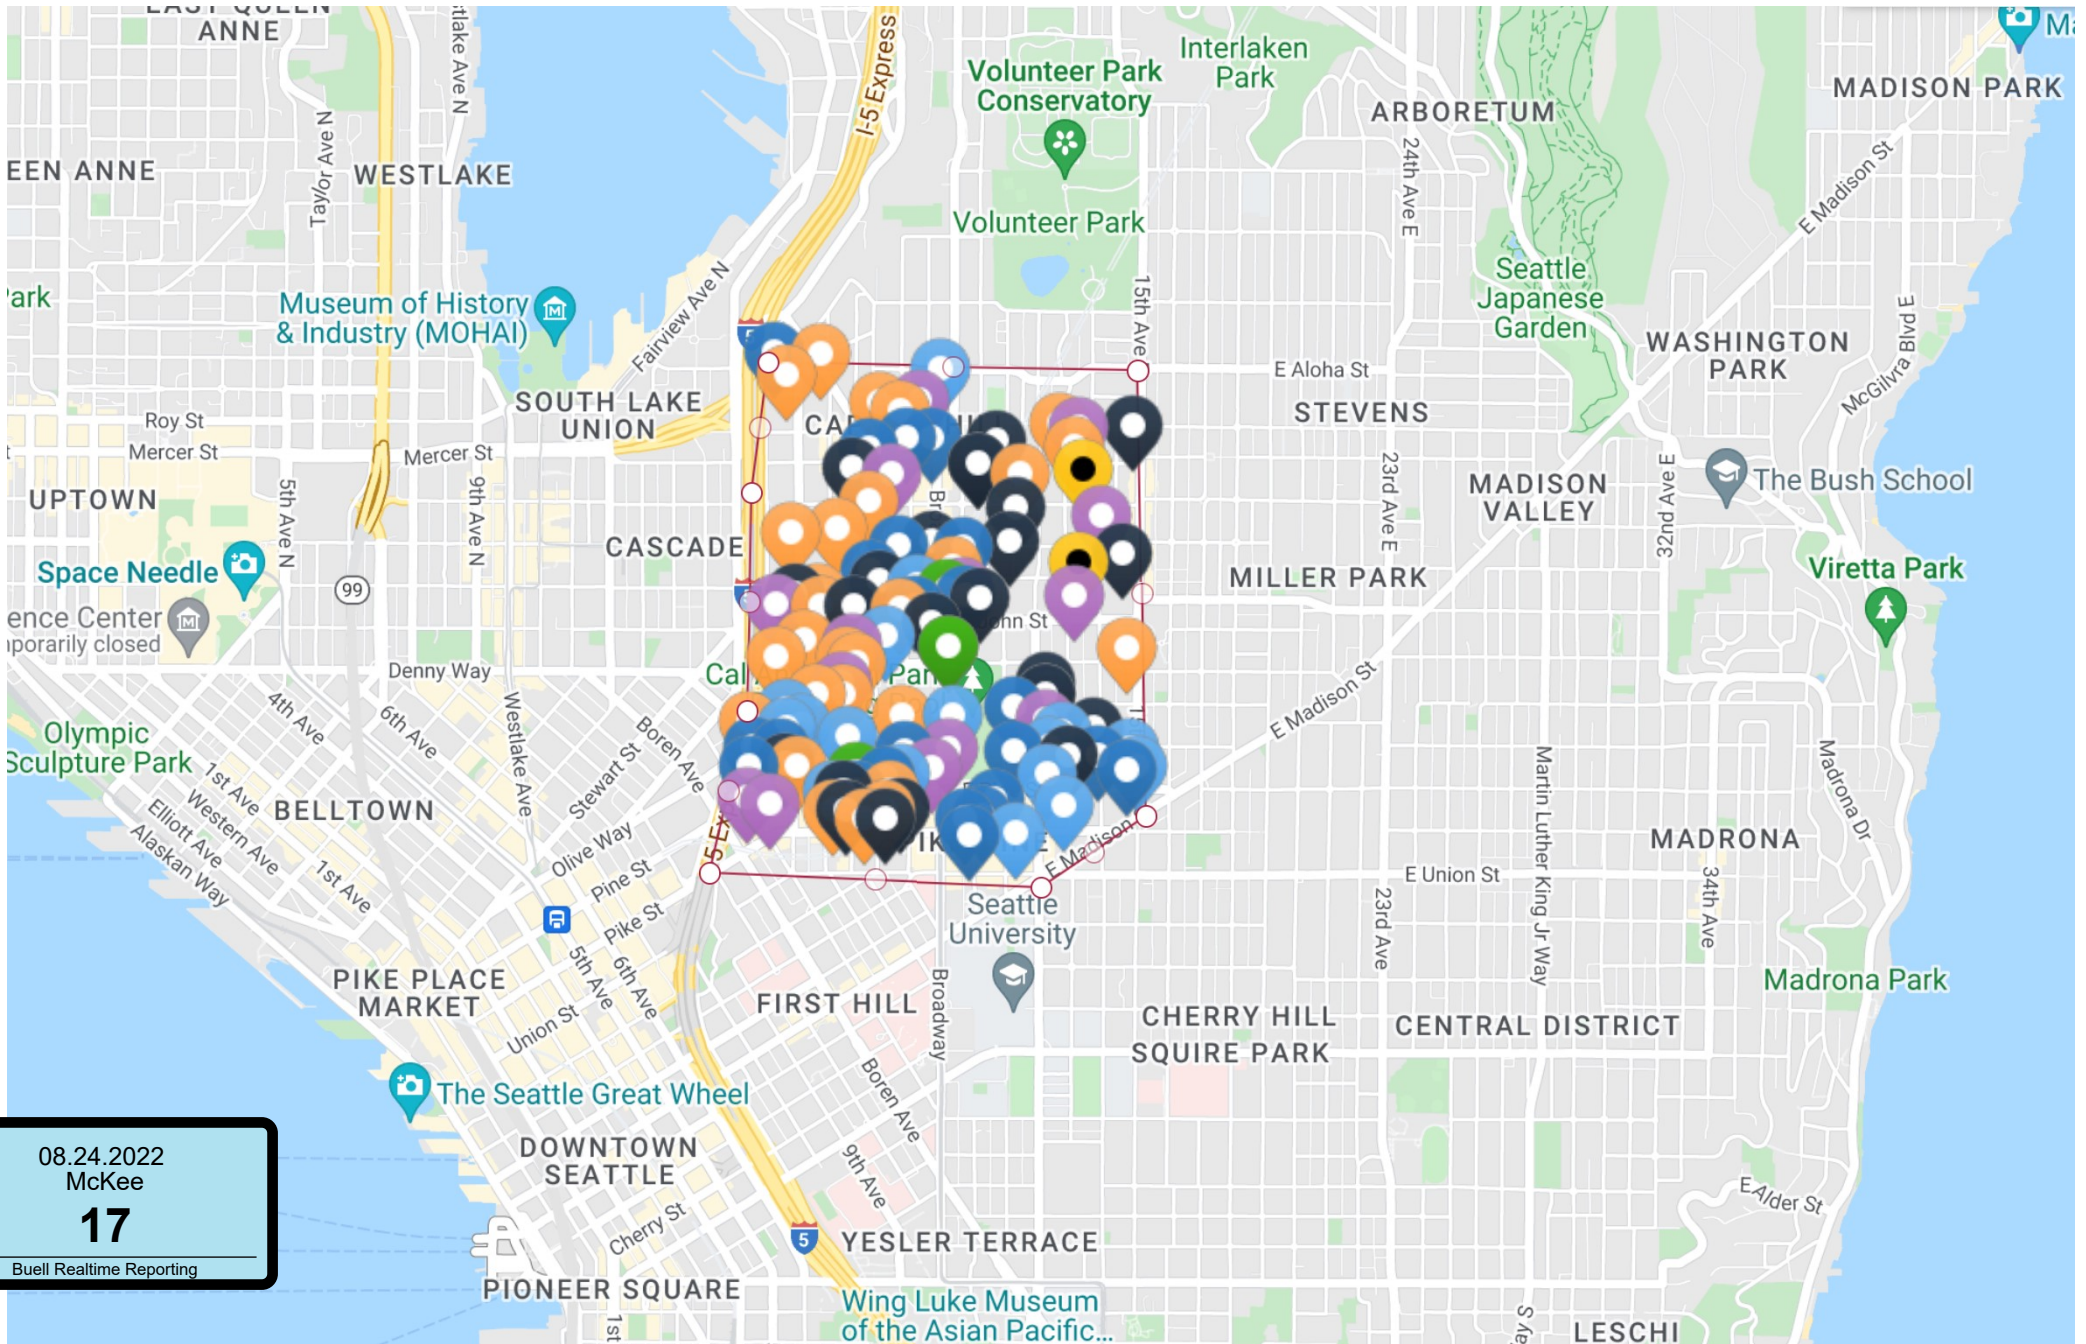 EAST QUEEN
ANNE
tlake Ave N
I-5 Express
Volunteer Park
Conservatory
Interlaken
Park
ARBORETUM
MADISON PARK
EEN ANNE
Taylor Ave N
WESTLAKE
24th Ave E
E Madison St
Volunteer Park
Fairview Ave N
15th Ave
Seattle
Japanese
Garden
Park
Museum of History
& Industry (MOHAI)
5
WASHINGTON
PARK
McGilvra Blvd E
E Aloha St
SOUTH LAKE
UNION
STEVENS
Roy St
Mercer St
Mercer St
UPTOWN
5th Ave N
9th Ave N
23rd Ave E
MADISON
VALLEY
32nd Ave E
The Bush School
CASCADE
Space Needle
99
MILLER PARK
Viretta Park
ence Center
mporarily closed
ohn St
Denny Way
Cal
Par
4th Ave
6th Ave
Westlake Ave
Boren Ave
E Madison St
Olympic
Sculpture Park
1st Ave
Western Ave
Elliott Ave
Alaskan Way
BELLTOWN
Stewart St
Olive Way
Martin Luther King Jr Way
Madrona Dr
MADRONA
1st Ave
Pine St
Pike St
E Madison
E Union St
Seattle
University
23rd Ave
34th Ave
PIKE PLACE
MARKET
5th Ave
6th Ave
Union St
FIRST HILL
Broadway
Madrona Park
CHERRY HILL
SQUIRE PARK
CENTRAL DISTRICT
Boren Ave
The Seattle Great Wheel
DOWNTOWN
SEATTLE
9th Ave
E Alder St
08.24.2022
McKee
17
Buell Realtime Reporting
Cherry St
5
YESLER TERRACE
PIONEER SQUARE
1st
Wing Luke Museum
of the Asian Pacific...
LESCHI